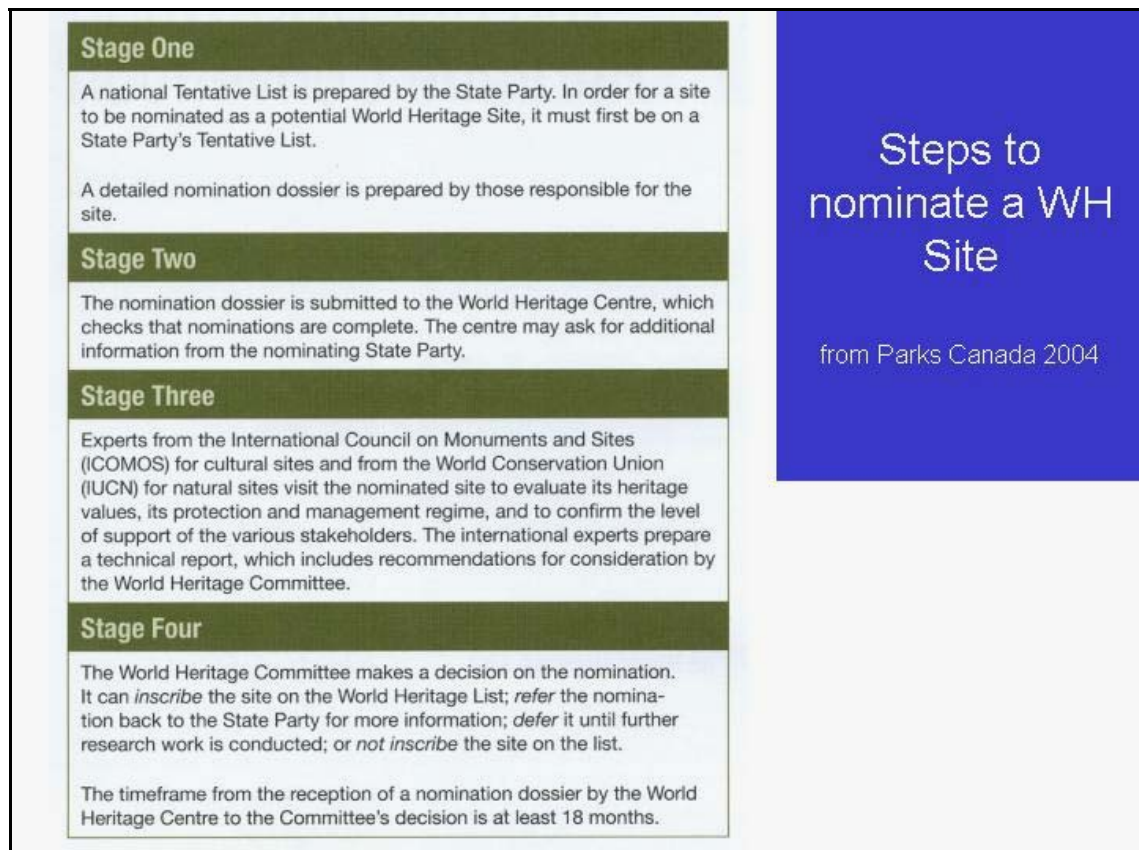 Stage One
A national Tentative List is prepared by the State Party. In order for a site
to be nominated as a potential World Heritage Site, it must first be on a
State Party's Tentative List.
A detailed nomination dossier is prepared by those responsible for the
site.
Stage Two
The nomination dossier is submitted to the World Heritage Centre, which
checks that nominations are complete. The centre may ask for additional
information from the nominating State Party.
Stage Three
Experts from the International Council on Monuments and Sites
(ICOMOS) for cultural sites and from the World Conservation Union
(IUCN) for natural sites visit the nominated site to evaluate its heritage
values, its protection and management regime, and to confirm the level
of support of the various stakeholders. The international experts prepare
a technical report, which includes recommendations for consideration by
the World Heritage Committee.
Stage Four
The World Heritage Committee makes a decision on the nomination.
It can inscribe the site on the World Heritage List; refer the nomina-
tion back to the State Party for more information; defer it until further
research work is conducted; or not inscribe the site on the list.
The timeframe from the reception of a nomination dossier by the World
Heritage Centre to the Committee's decision is at least 18 months.
Steps to
nominate a WH
Site
from Parks Canada 2004